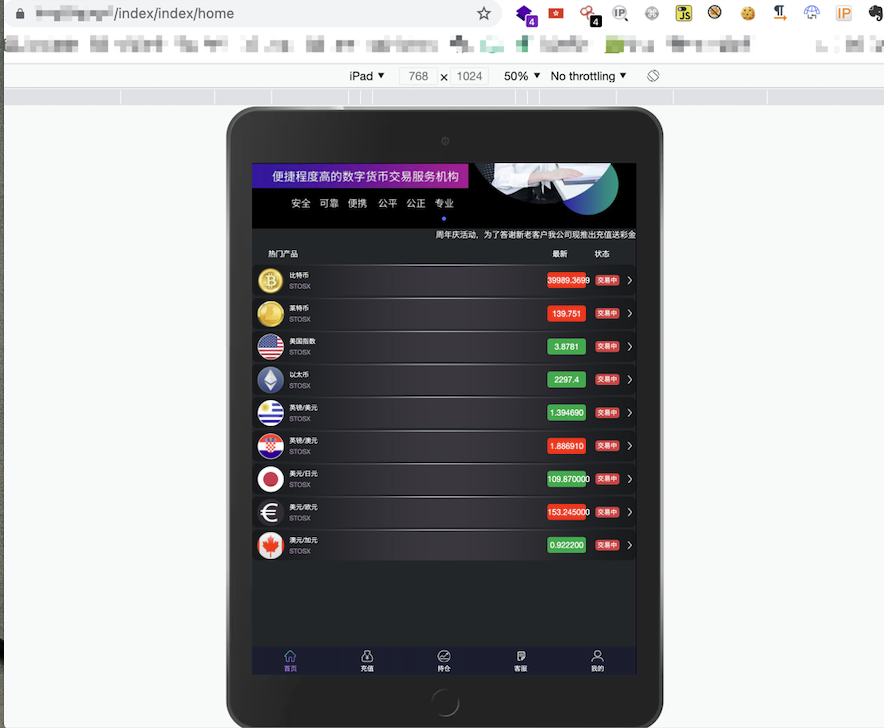 /index/index/home
4
4
IP
JS
IP
iPad ▼ 768 × 1024 50% ▼ No throttling ▼
便捷程度高的数字货币交易服务机构
安全 可靠 便携 公平 公正 专业
周年庆活动，为了答谢新老客户我公司现推出充值送彩金
热门产品 最新 状态
比特币
STOSX
39989.3699 交易中
莱特币
STOSX
139.751 交易中
美国指数
STOSX
3.8781 交易中
以太币
STOSX
2297.4 交易中
英镑/美元
STOSX
1.394690 交易中
英镑/澳元
STOSX
1.886910 交易中
美元/日元
STOSX
109.870000 交易中
美元/欧元
STOSX
153.245000 交易中
澳元/加元
STOSX
0.922200 交易中
首页 充值 持仓 客服 我的